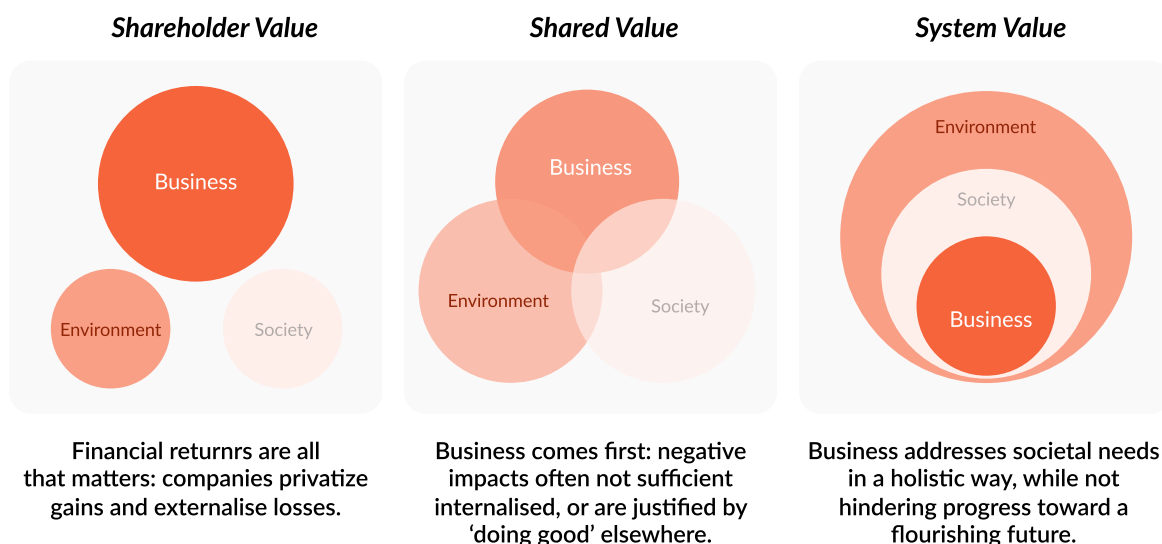 Shareholder Value
Business
Environment
Society
Financial returnrs are all
that matters: companies privatize
gains and externalise losses.
Shared Value
Business
Environment
Society
Business comes first: negative
impacts often not sufficient
internalised, or are justified by
‘doing good’ elsewhere.
System Value
Environment
Society
Business
Business addresses societal needs
in a holistic way, while not
hindering progress toward a
flourishing future.